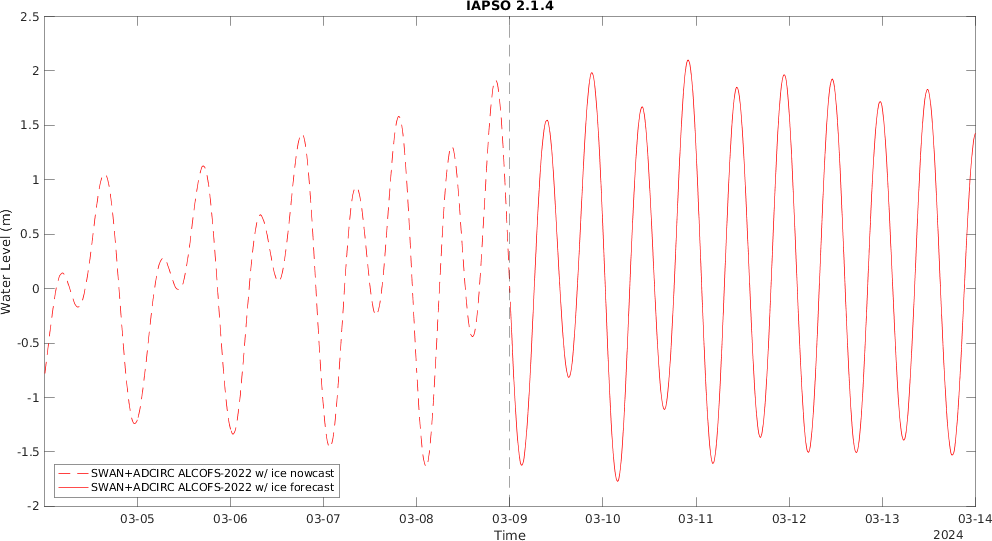 IAPSO 2.1.4
2.5
2
1.5
1
0.5
0
-0.5
-1
-1.5
-2
Water Level (m)
SWAN+ADCIRC ALCOFS-2022 w/ ice nowcast
SWAN+ADCIRC ALCOFS-2022 w/ ice forecast
03-05 03-06 03-07 03-08 03-09 03-10 03-11 03-12 03-13 03-14
Time
2024